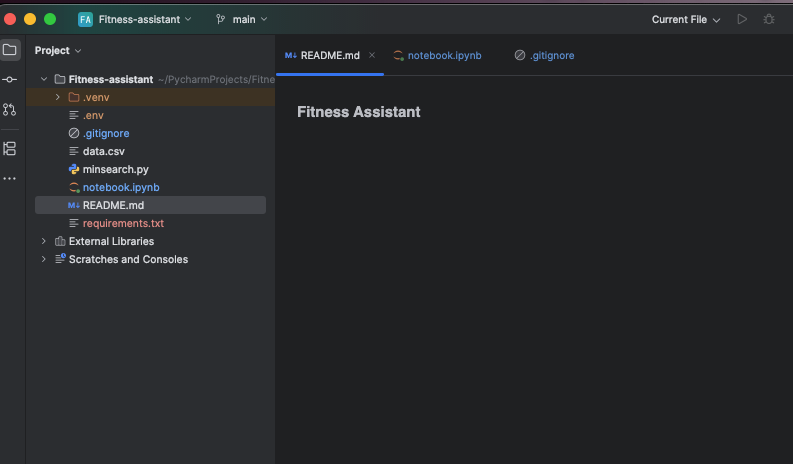 FA Fitness-assistant main Current File
Project
README.md notebook.ipynb .gitignore
Fitness-assistant ~/PycharmProjects/Fitne
.venv
.env
.gitignore
data.csv
minsearch.py
notebook.ipynb
M↓ README.md
requirements.txt
External Libraries
Scratches and Consoles
Fitness Assistant